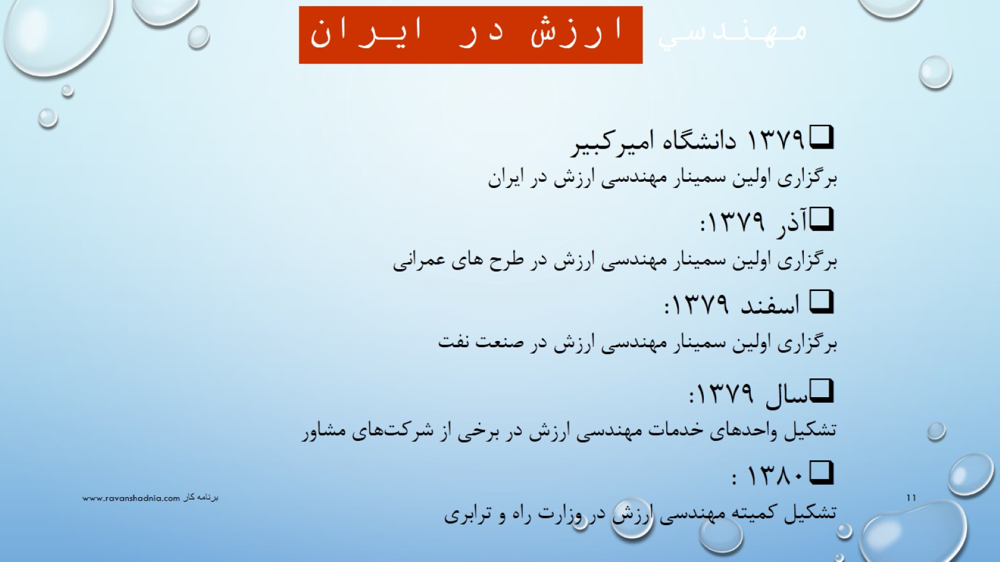 مهندسي ارزش در ايران
۱۳۷۹ دانشگاه امیرکبیر
برگزاری اولین سمینار مهندسی ارزش در ایران
آذر ۱۳۷۹:
برگزاری اولین سمینار مهندسی ارزش در طرح های عمرانی
اسفند ۱۳۷۹:
برگزاری اولین سمینار مهندسی ارزش در صنعت نفت
سال ۱۳۷۹:
تشکیل واحدهای خدمات مهندسی ارزش در برخی از شرکت‌های مشاور
۱۳۸۰ :
تشکیل کمیته مهندسی ارزش در وزارت راه و ترابری
برنامه کار www.ravanshadnia.com
11